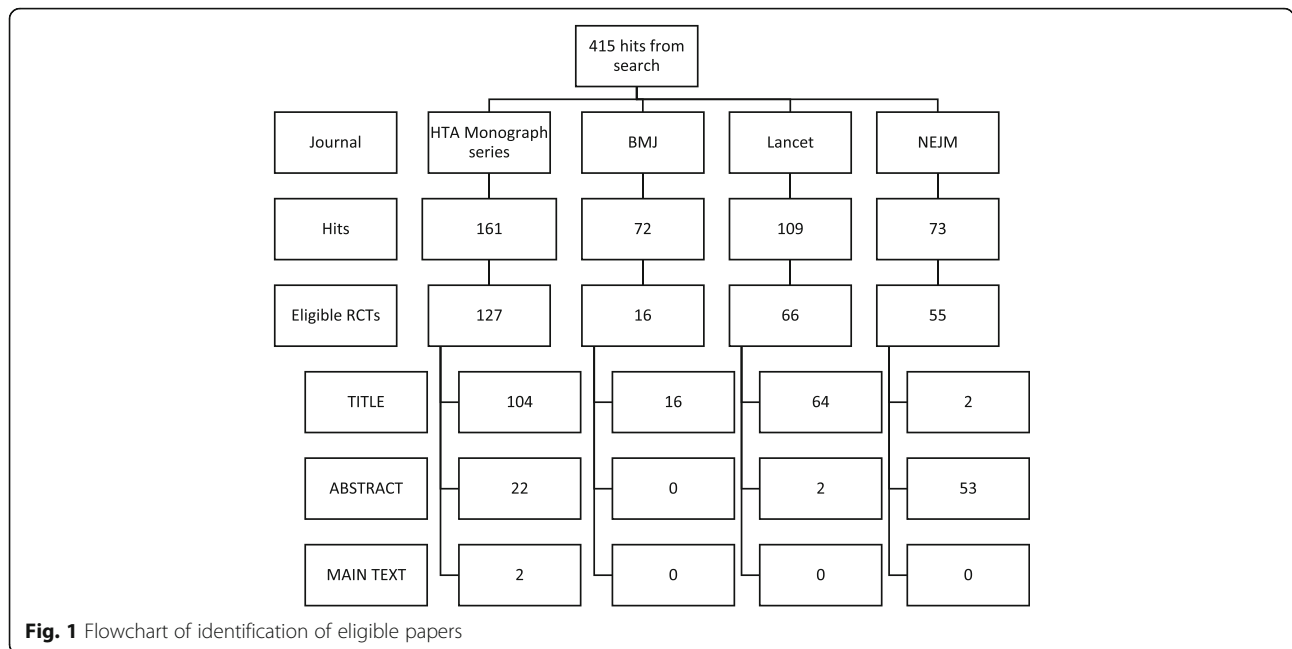 415 hits from
search
Journal
HTA Monograph
series
BMJ
Lancet
NEJM
Hits
161
72
109
73
Eligible RCTs
127
16
66
55
TITLE
104
16
64
2
ABSTRACT
22
0
2
53
MAIN TEXT
2
0
0
0
Fig. 1 Flowchart of identification of eligible papers